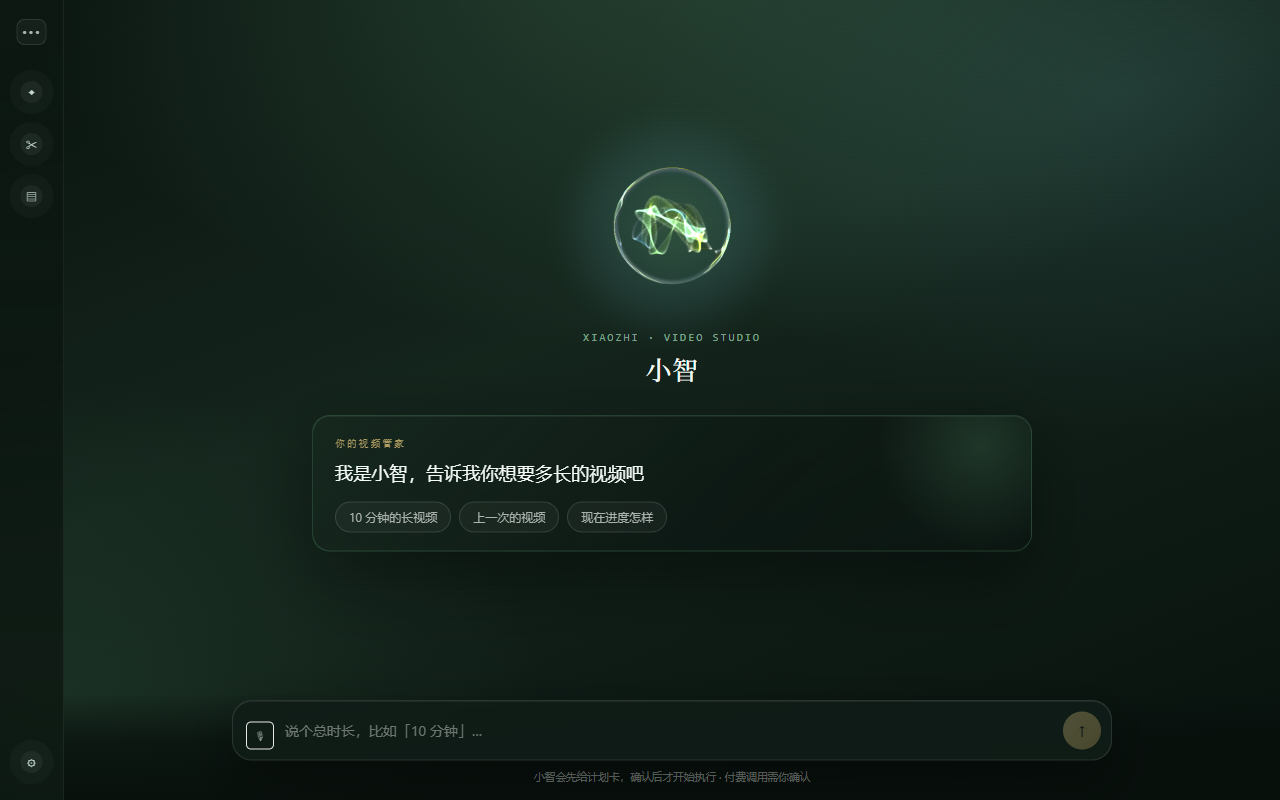 XIAOZHI · VIDEO STUDIO
小智
你的视频管家
我是小智，告诉我你想要多长的视频吧
10 分钟的长视频
上一次的视频
现在进度怎样
说个总时长，比如「10 分钟」…
小智会先给计划卡，确认后才开始执行 · 付费调用需你确认